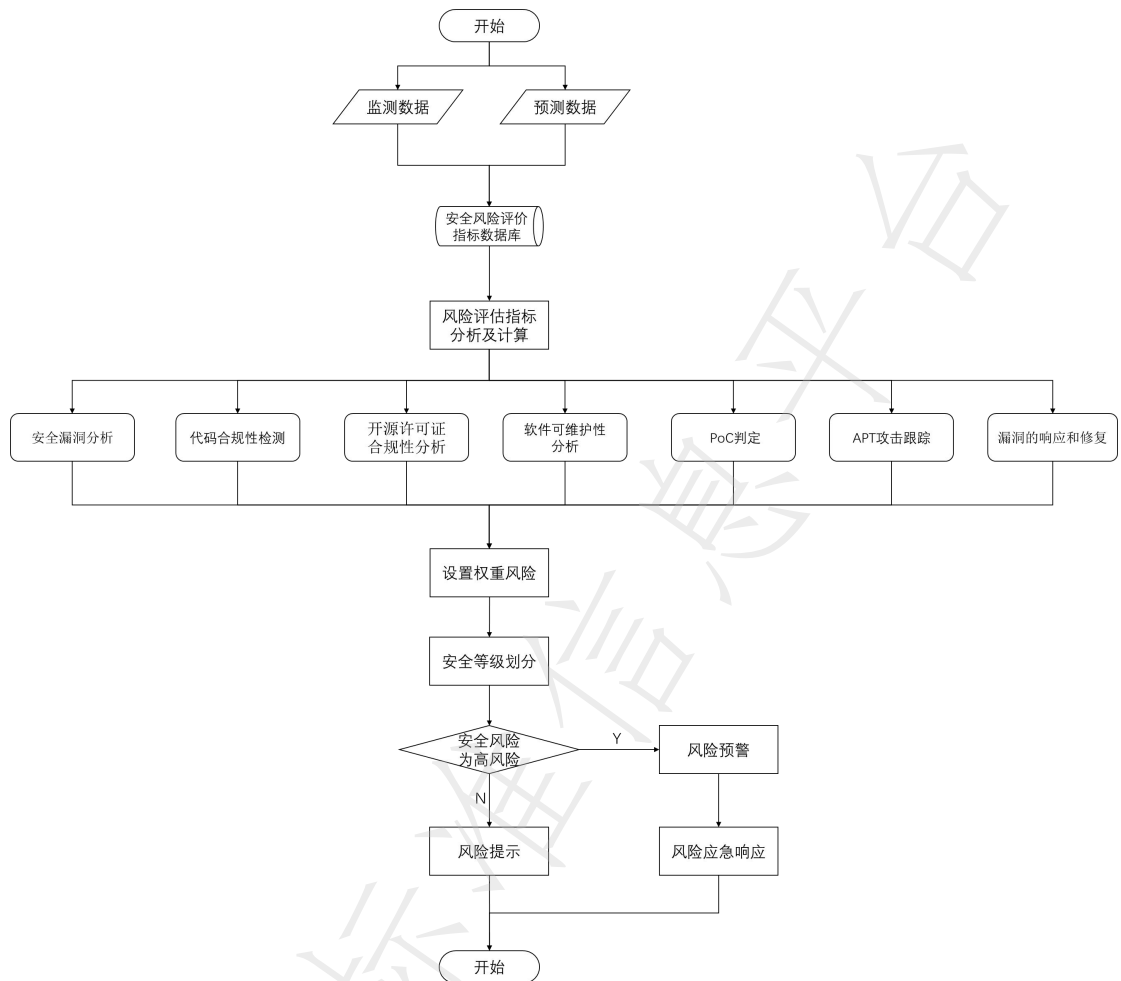 开始
监测数据
预测数据
安全风险评价
指标数据库
风险评估指标
分析及计算
安全漏洞分析
代码合规性检测
开源许可证
合规性分析
软件可维护性
分析
PoC判定
APT攻击跟踪
漏洞的响应和修复
设置权重风险
安全等级划分
安全风险
为高风险
Y
风险预警
N
风险提示
风险应急响应
开始
标准信息平台